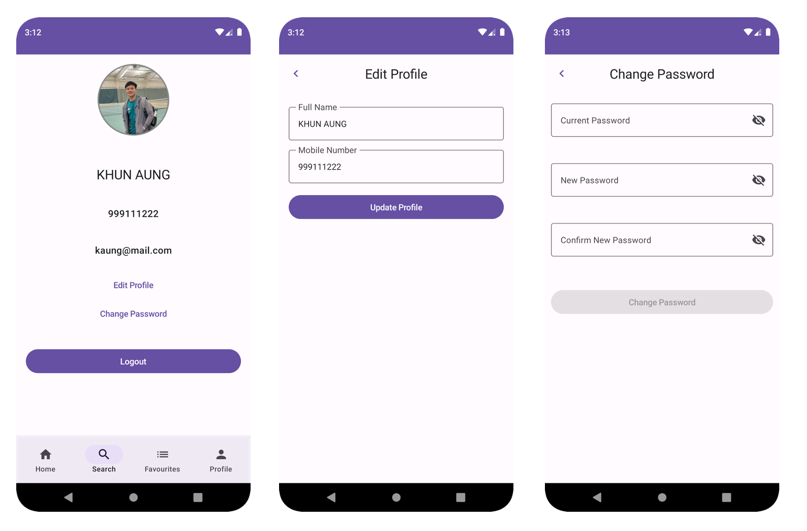 3:12
KHUN AUNG
999111222
kaung@mail.com
Edit Profile
Change Password
Logout
Home
Search
Favourites
Profile
3:12
Edit Profile
Full Name
KHUN AUNG
Mobile Number
999111222
Update Profile
3:13
Change Password
Current Password
New Password
Confirm New Password
Change Password